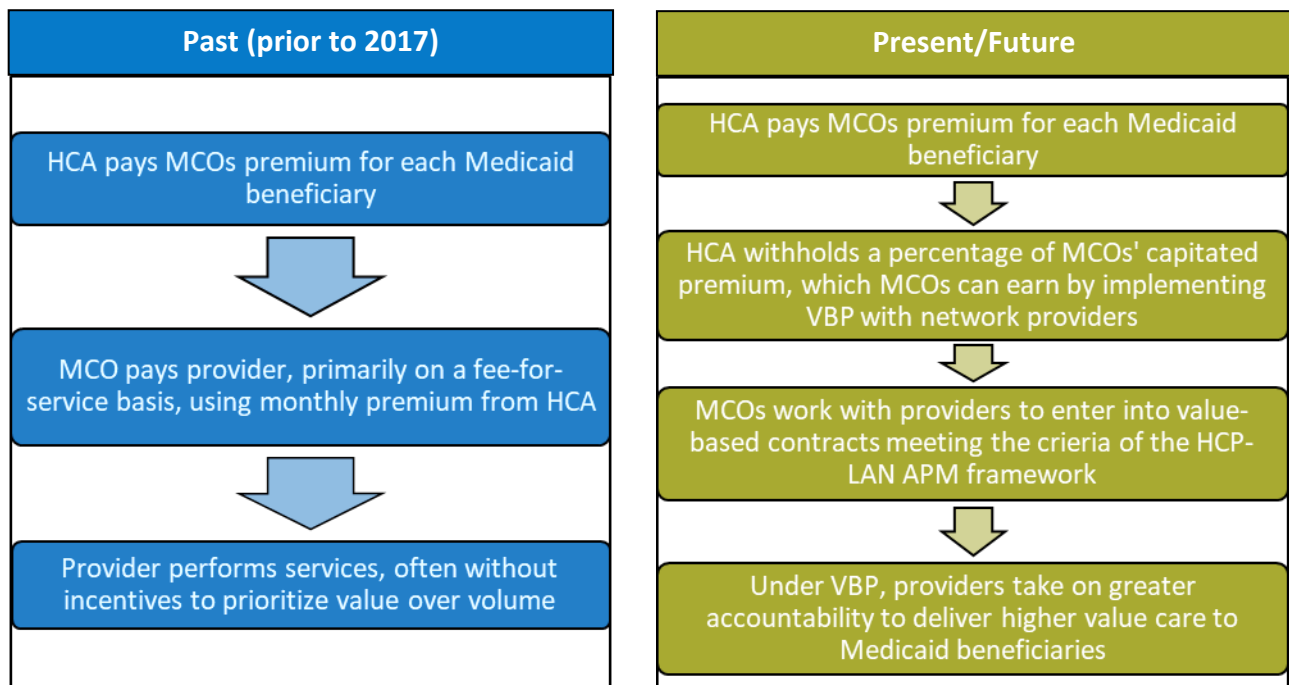 Past (prior to 2017)
HCA pays MCOs premium for each Medicaid
beneficiary
MCO pays provider, primarily on a fee-for-
service basis, using monthly premium from HCA
Provider performs services, often without
incentives to prioritize value over volume
Present/Future
HCA pays MCOs premium for each Medicaid
beneficiary
HCA withholds a percentage of MCOs' capitated
premium, which MCOs can earn by implementing
VBP with network providers
MCOs work with providers to enter into value-
based contracts meeting the crieria of the HCP-
LAN APM framework
Under VBP, providers take on greater
accountability to deliver higher value care to
Medicaid beneficiaries